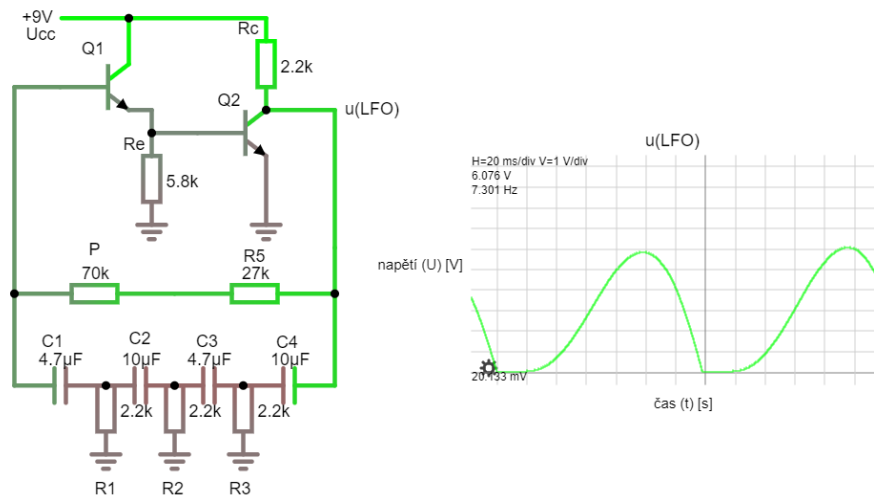 +9V
Ucc
Q1
Rc
2.2k
Q2
u(LFO)
Re
5.8k
P
70k
R5
27k
C1
4.7µF
C2
10µF
C3
4.7µF
C4
10µF
2.2k
2.2k
2.2k
R1
R2
R3
u(LFO)
H=20 ms/div V=1 V/div
6.076 V
7.301 Hz
napětí (U) [V]
20.133 mV
čas (t) [s]